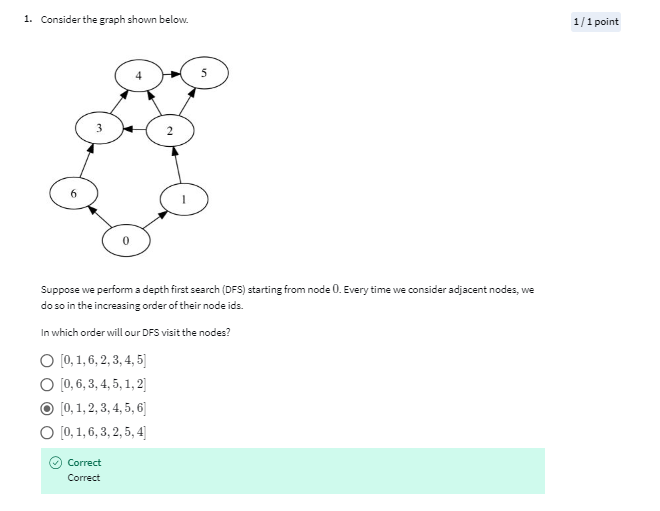 1. Consider the graph shown below.
1 / 1 point
4
5
3
2
6
1
0
Suppose we perform a depth first search (DFS) starting from node 0. Every time we consider adjacent nodes, we
do so in the increasing order of their node ids.
In which order will our DFS visit the nodes?
[0, 1, 6, 2, 3, 4, 5]
[0, 6, 3, 4, 5, 1, 2]
[0, 1, 2, 3, 4, 5, 6]
[0, 1, 6, 3, 2, 5, 4]
Correct
Correct